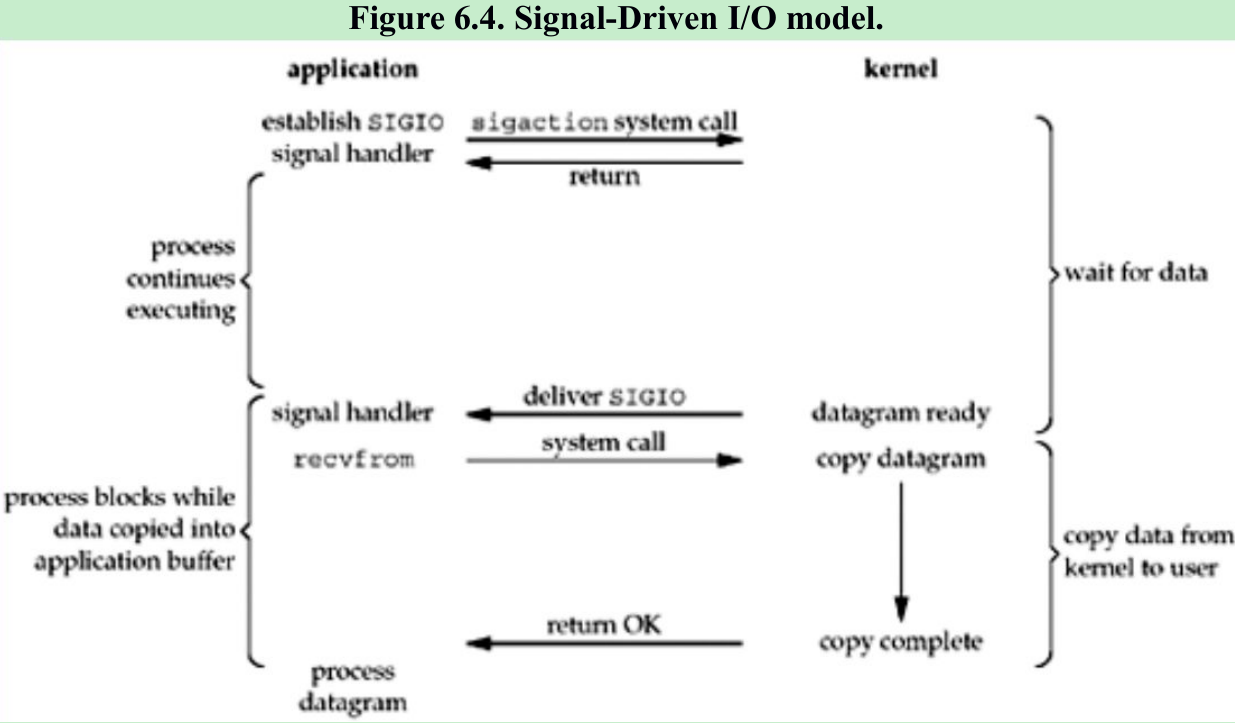 Figure 6.4. Signal-Driven I/O model.
application
kernel
establish SIGIO
signal handler
sigaction system call
return
process
continues
executing
wait for data
signal handler
deliver SIGIO
datagram ready
recvfrom
system call
copy datagram
process blocks while
data copied into
application buffer
copy data from
kernel to user
return OK
copy complete
process
datagram